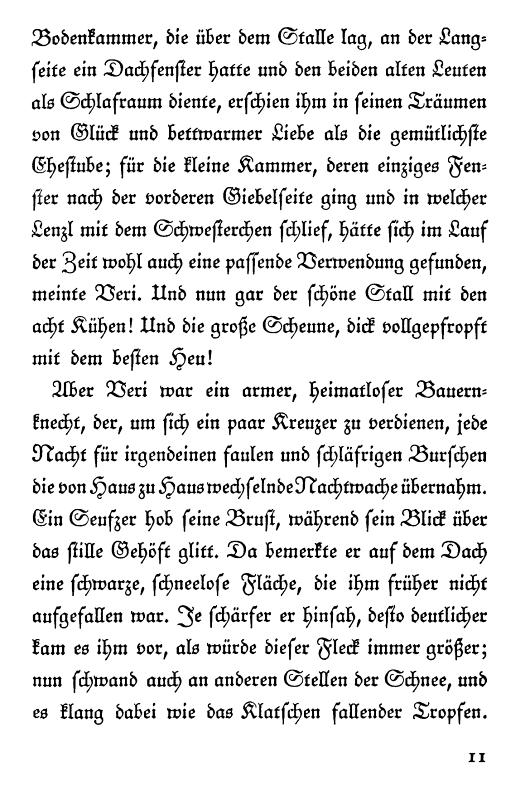 Bodenkammer, die über dem Stalle lag, an der Lang-
seite ein Dachfenster hatte und den beiden alten Leuten
als Schlafraum diente, erschien ihm in seinen Träumen
von Glück und bettwarmer Liebe als die gemütlichste
Ehestube; für die kleine Kammer, deren einziges Fen-
ster nach der vorderen Giebelseite ging und in welcher
Lenzl mit dem Schwesterchen schlief, hätte sich im Lauf
der Zeit wohl auch eine passende Verwendung gefunden,
meinte Veri. Und nun gar der schöne Stall mit den
acht Kühen! Und die große Scheune, dick vollgepfropft
mit dem besten Heu!
Aber Veri war ein armer, heimatloser Bauern-
knecht, der, um sich ein paar Kreuzer zu verdienen, jede
Nacht für irgendeinen faulen und schläfrigen Burschen
die von Haus zu Haus wechselnde Nachtwache übernahm.
Ein Seufzer hob seine Brust, während sein Blick über
das stille Gehöft glitt. Da bemerkte er auf dem Dach
eine schwarze, schneelose Fläche, die ihm früher nicht
aufgefallen war. Je schärfer er hinsah, desto deutlicher
kam es ihm vor, als würde dieser Fleck immer größer;
nun schwand auch an anderen Stellen der Schnee, und
es klang dabei wie das Klatschen fallender Tropfen.
11